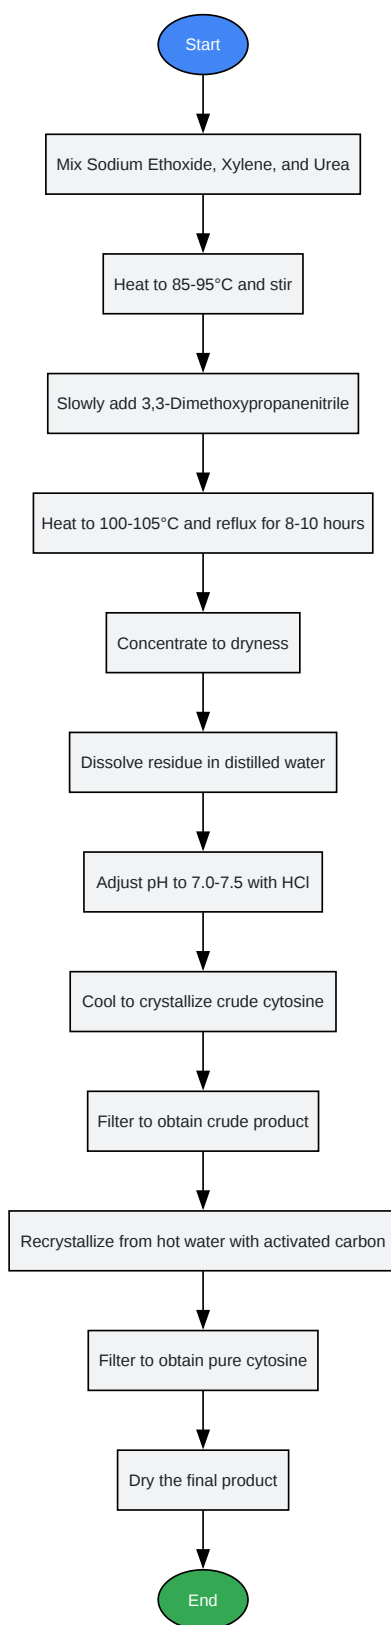 Start
Mix Sodium Ethoxide, Xylene, and Urea
Heat to 85-95°C and stir
Slowly add 3,3-Dimethoxypropanenitrile
Heat to 100-105°C and reflux for 8-10 hours
Concentrate to dryness
Dissolve residue in distilled water
Adjust pH to 7.0-7.5 with HCl
Cool to crystallize crude cytosine
Filter to obtain crude product
Recrystallize from hot water with activated carbon
Filter to obtain pure cytosine
Dry the final product
End